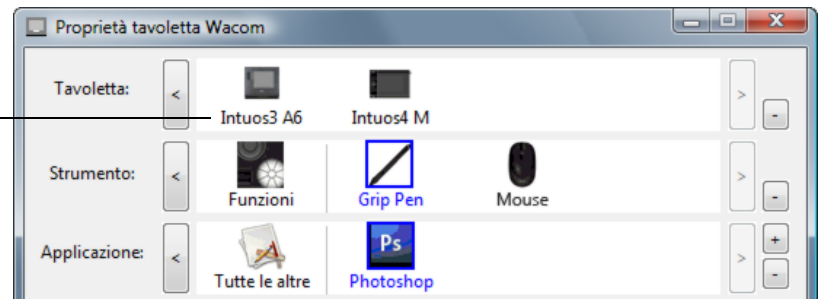 Proprietà tavoletta Wacom
Tavoletta: < Intuos3 A6 Intuos4 M > -
Strumento: < Funzioni Grip Pen Mouse > -
Applicazione: < Tutte le altre Ps Photoshop > + -